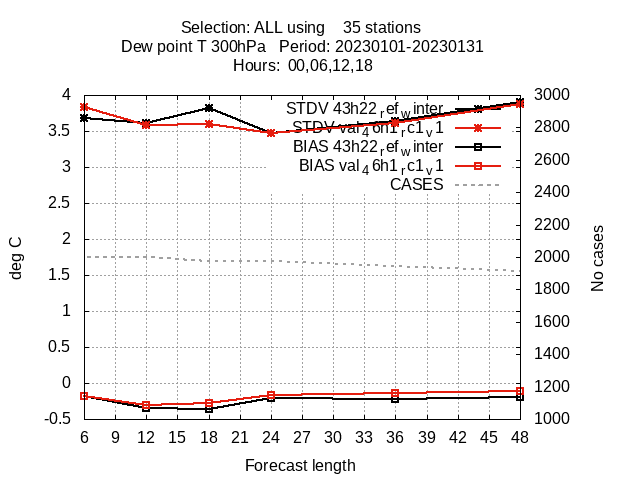 Selection: ALL using    35 stations
Dew point T 300hPa   Period: 20230101-20230131
Hours:  00,06,12,18
4
3.5
3
2.5
2
1.5
1
0.5
0
-0.5
deg C
3000
2800
2600
2400
2200
2000
1800
1600
1400
1200
1000
No cases
STDV 43h22_ref_winter
STDV val_46h1_rc1_v1
BIAS 43h22_ref_winter
BIAS val_46h1_rc1_v1
CASES
6 9 12 15 18 21 24 27 30 33 36 39 42 45 48
Forecast length